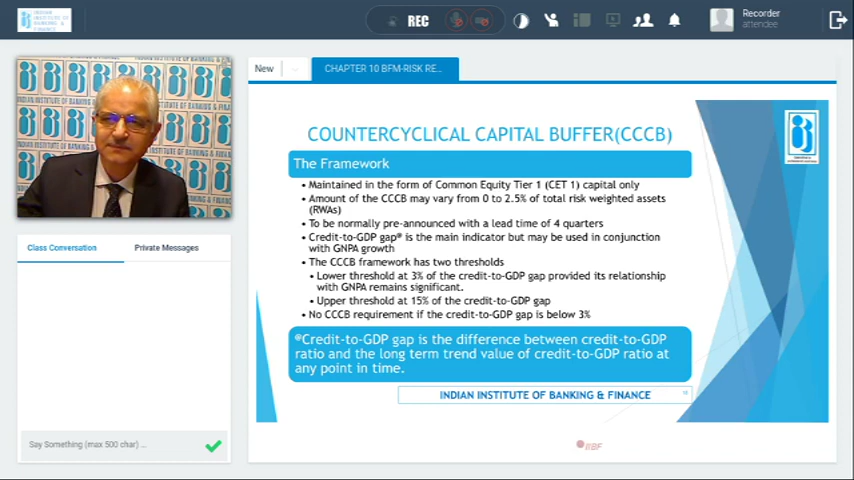 INDIAN
INSTITUTE OF
BANKING &
FINANCE
REC
Recorder
attendee
New
CHAPTER 10 BFM-RISK RE...
COUNTERCYCLICAL CAPITAL BUFFER(CCCB)
The Framework
• Maintained in the form of Common Equity Tier 1 (CET 1) capital only
• Amount of the CCCB may vary from 0 to 2.5% of total risk weighted assets
(RWAs)
• To be normally pre-announced with a lead time of 4 quarters
• Credit-to-GDP gap® is the main indicator but may be used in conjunction
with GNPA growth
• The CCCB framework has two thresholds
• Lower threshold at 3% of the credit-to-GDP gap provided its relationship
with GNPA remains significant.
• Upper threshold at 15% of the credit-to-GDP gap
• No CCCB requirement if the credit-to-GDP gap is below 3%
®Credit-to-GDP gap is the difference between credit-to-GDP
ratio and the long term trend value of credit-to-GDP ratio at
any point in time.
INDIAN INSTITUTE OF BANKING & FINANCE
IIBF
Class Conversation
Private Messages
Say Something (max 500 char) ...